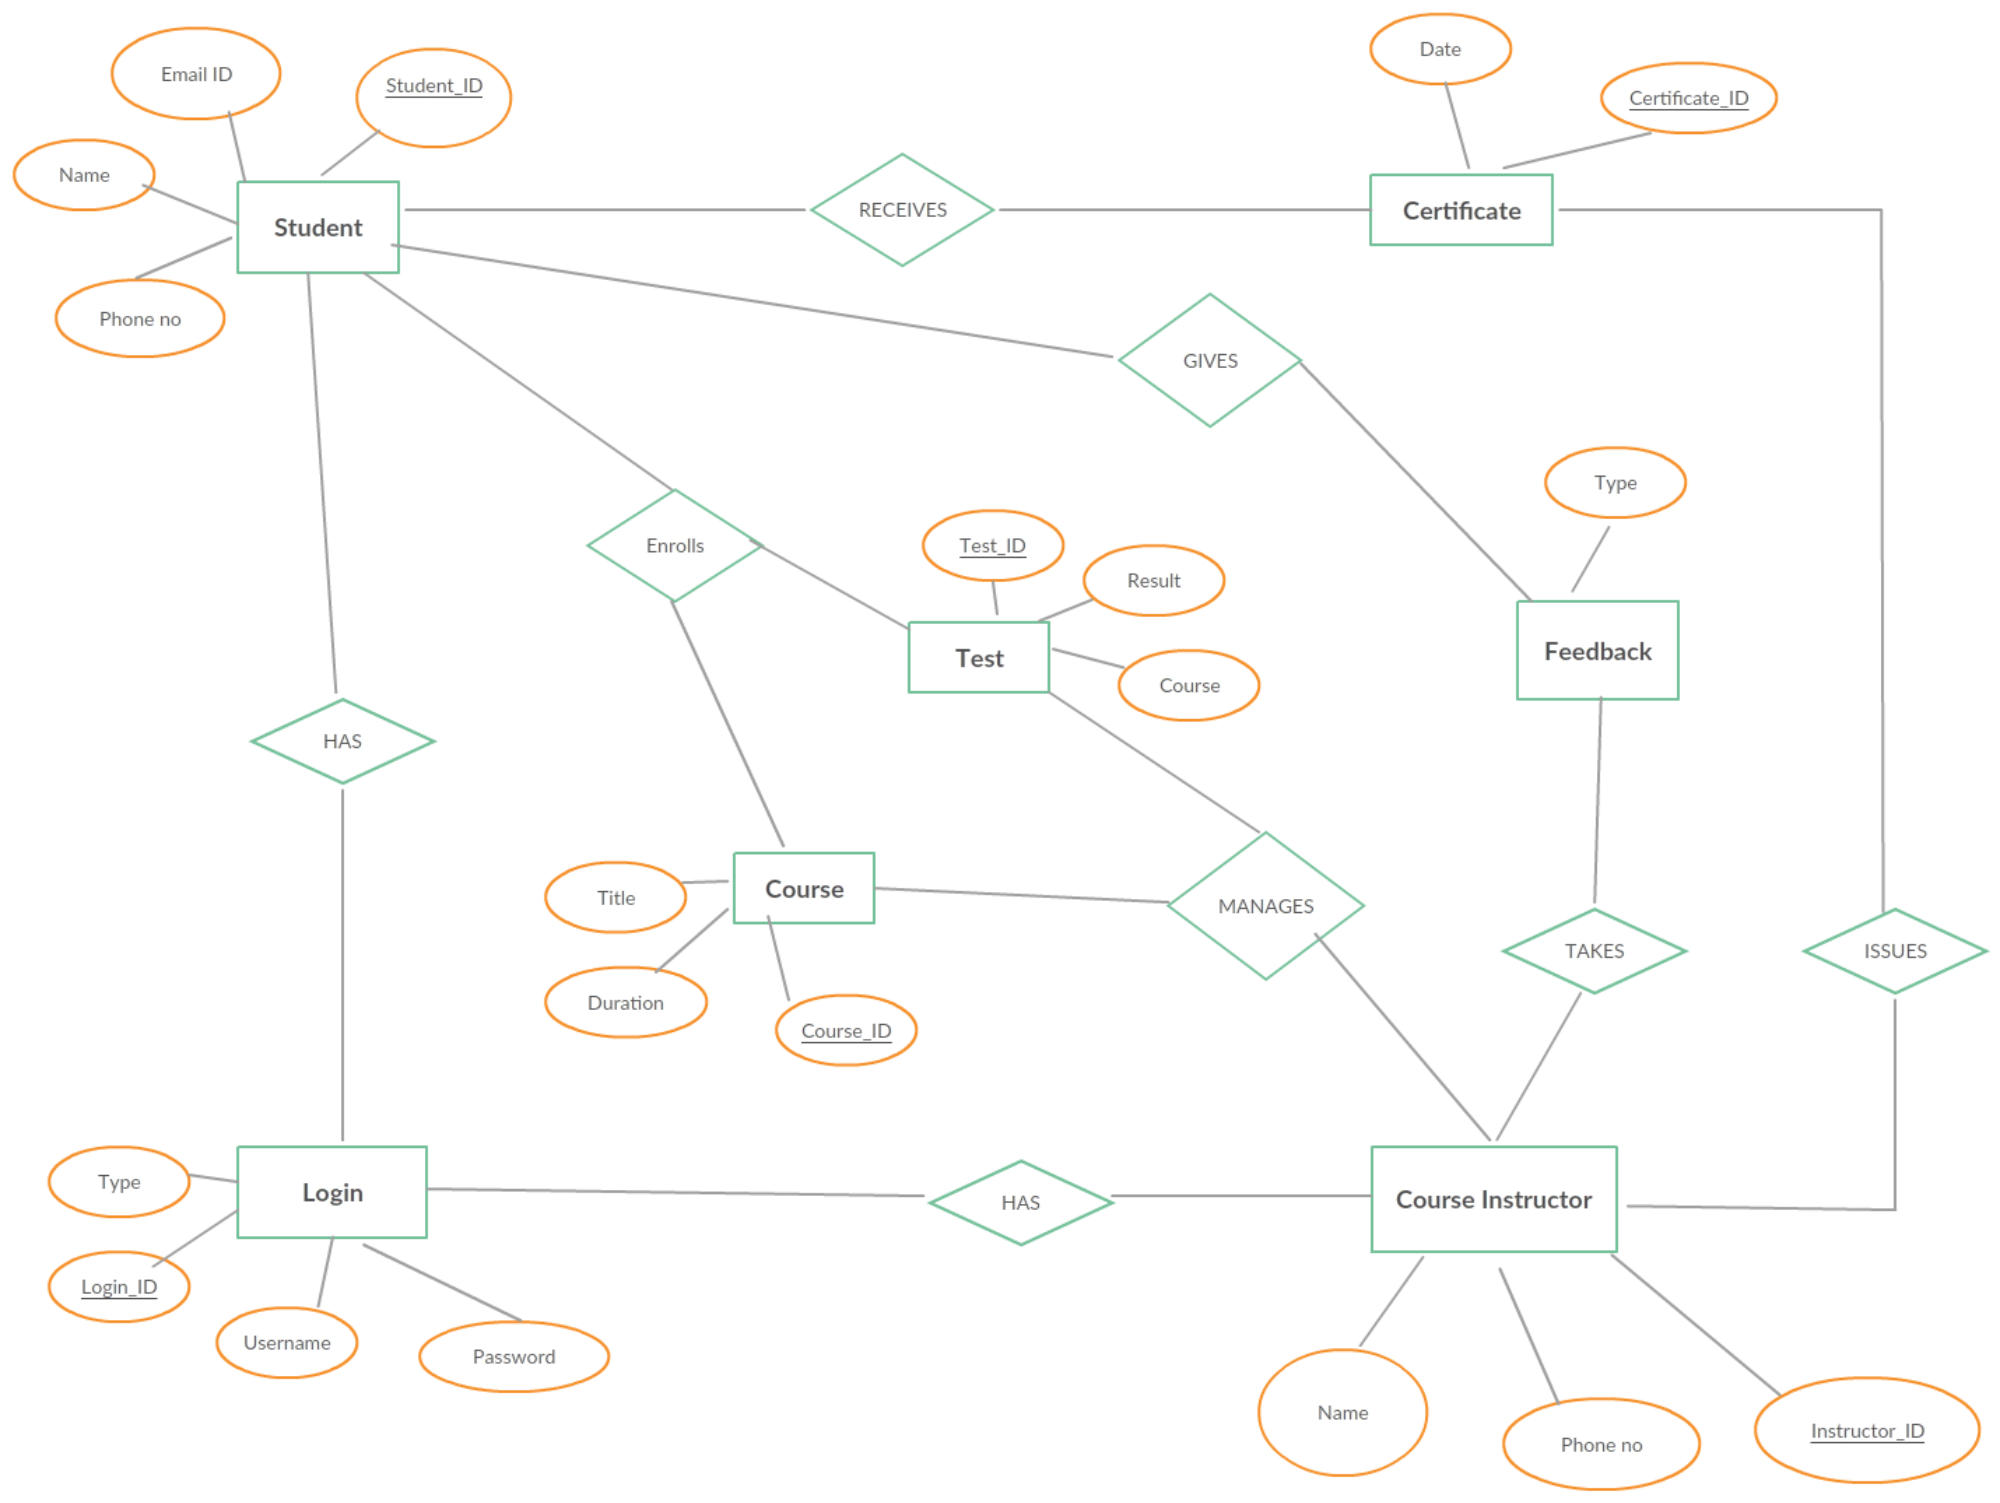 Date
Email ID
Student_ID
Certificate_ID
Name
RECEIVES
Certificate
Student
Phone no
GIVES
Type
Enrolls
Test_ID
Result
Feedback
Test
Course
HAS
Course
Title
MANAGES
TAKES
ISSUES
Duration
Course_ID
Type
Login
HAS
Course Instructor
Login_ID
Username
Password
Name
Phone no
Instructor_ID